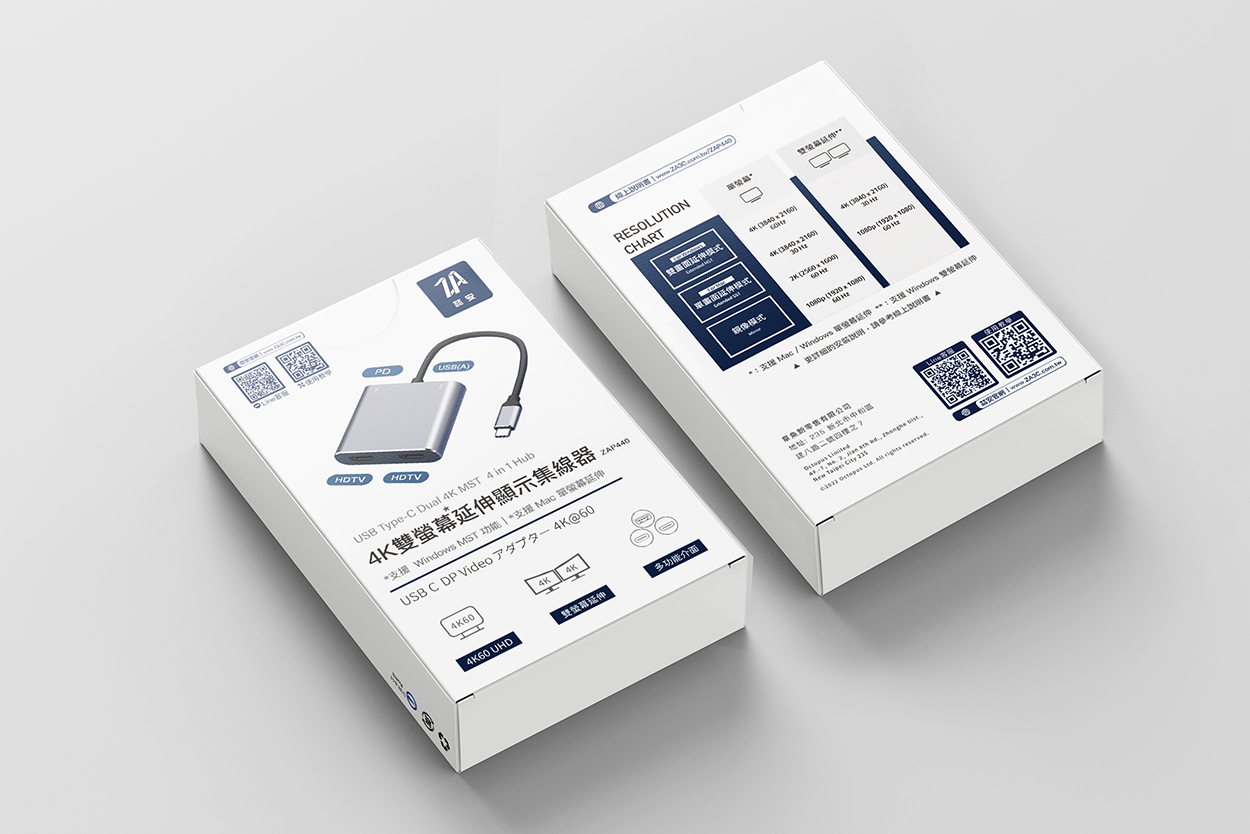 ZA
喆安
喆安官網 | www.ZA3C.com.tw
Line客服
使用教學
PD
USB(A)
HDTV
HDTV
USB Type-C Dual 4K MST 4 in 1 Hub
4K雙螢幕延伸顯示集線器 ZAP440
*支援 Windows MST 功能 | *支援 Mac 單螢幕延伸
USB C DP Video アダプター 4K@60
4K60
4K60 UHD
4K 4K
雙螢幕延伸
多功能介面
線上說明書 | www.ZA3C.com.tw/ZAP440
RESOLUTION
CHART
單螢幕*
雙螢幕延伸**
For Windows
雙畫面延伸模式
Extended MST
單畫面延伸模式
Extended SST
鏡像模式
Mirror
4K (3840 x 2160)
60Hz
4K (3840 x 2160)
30 Hz
2K (2560 x 1600)
60 Hz
1080p (1920 x 1080)
60 Hz
4K (3840 x 2160)
30 Hz
1080p (1920 x 1080)
60 Hz
*：支援 Mac / Windows 單螢幕延伸 **：支援 Windows 雙螢幕延伸
▲ 更詳細的安裝說明，請參考線上說明書 ▲
Line客服
使用教學
喆安官網 | www.ZA3C.com.tw
章魚新零售有限公司
地址: 235 新北市中和區
建八路二號四樓之7
Octopus Limited
4F.-7, No. 2, Jian 8th Rd., Zhonghe Dist.,
New Taipei City 235
©2022 Octopus Ltd. All rights reserved.